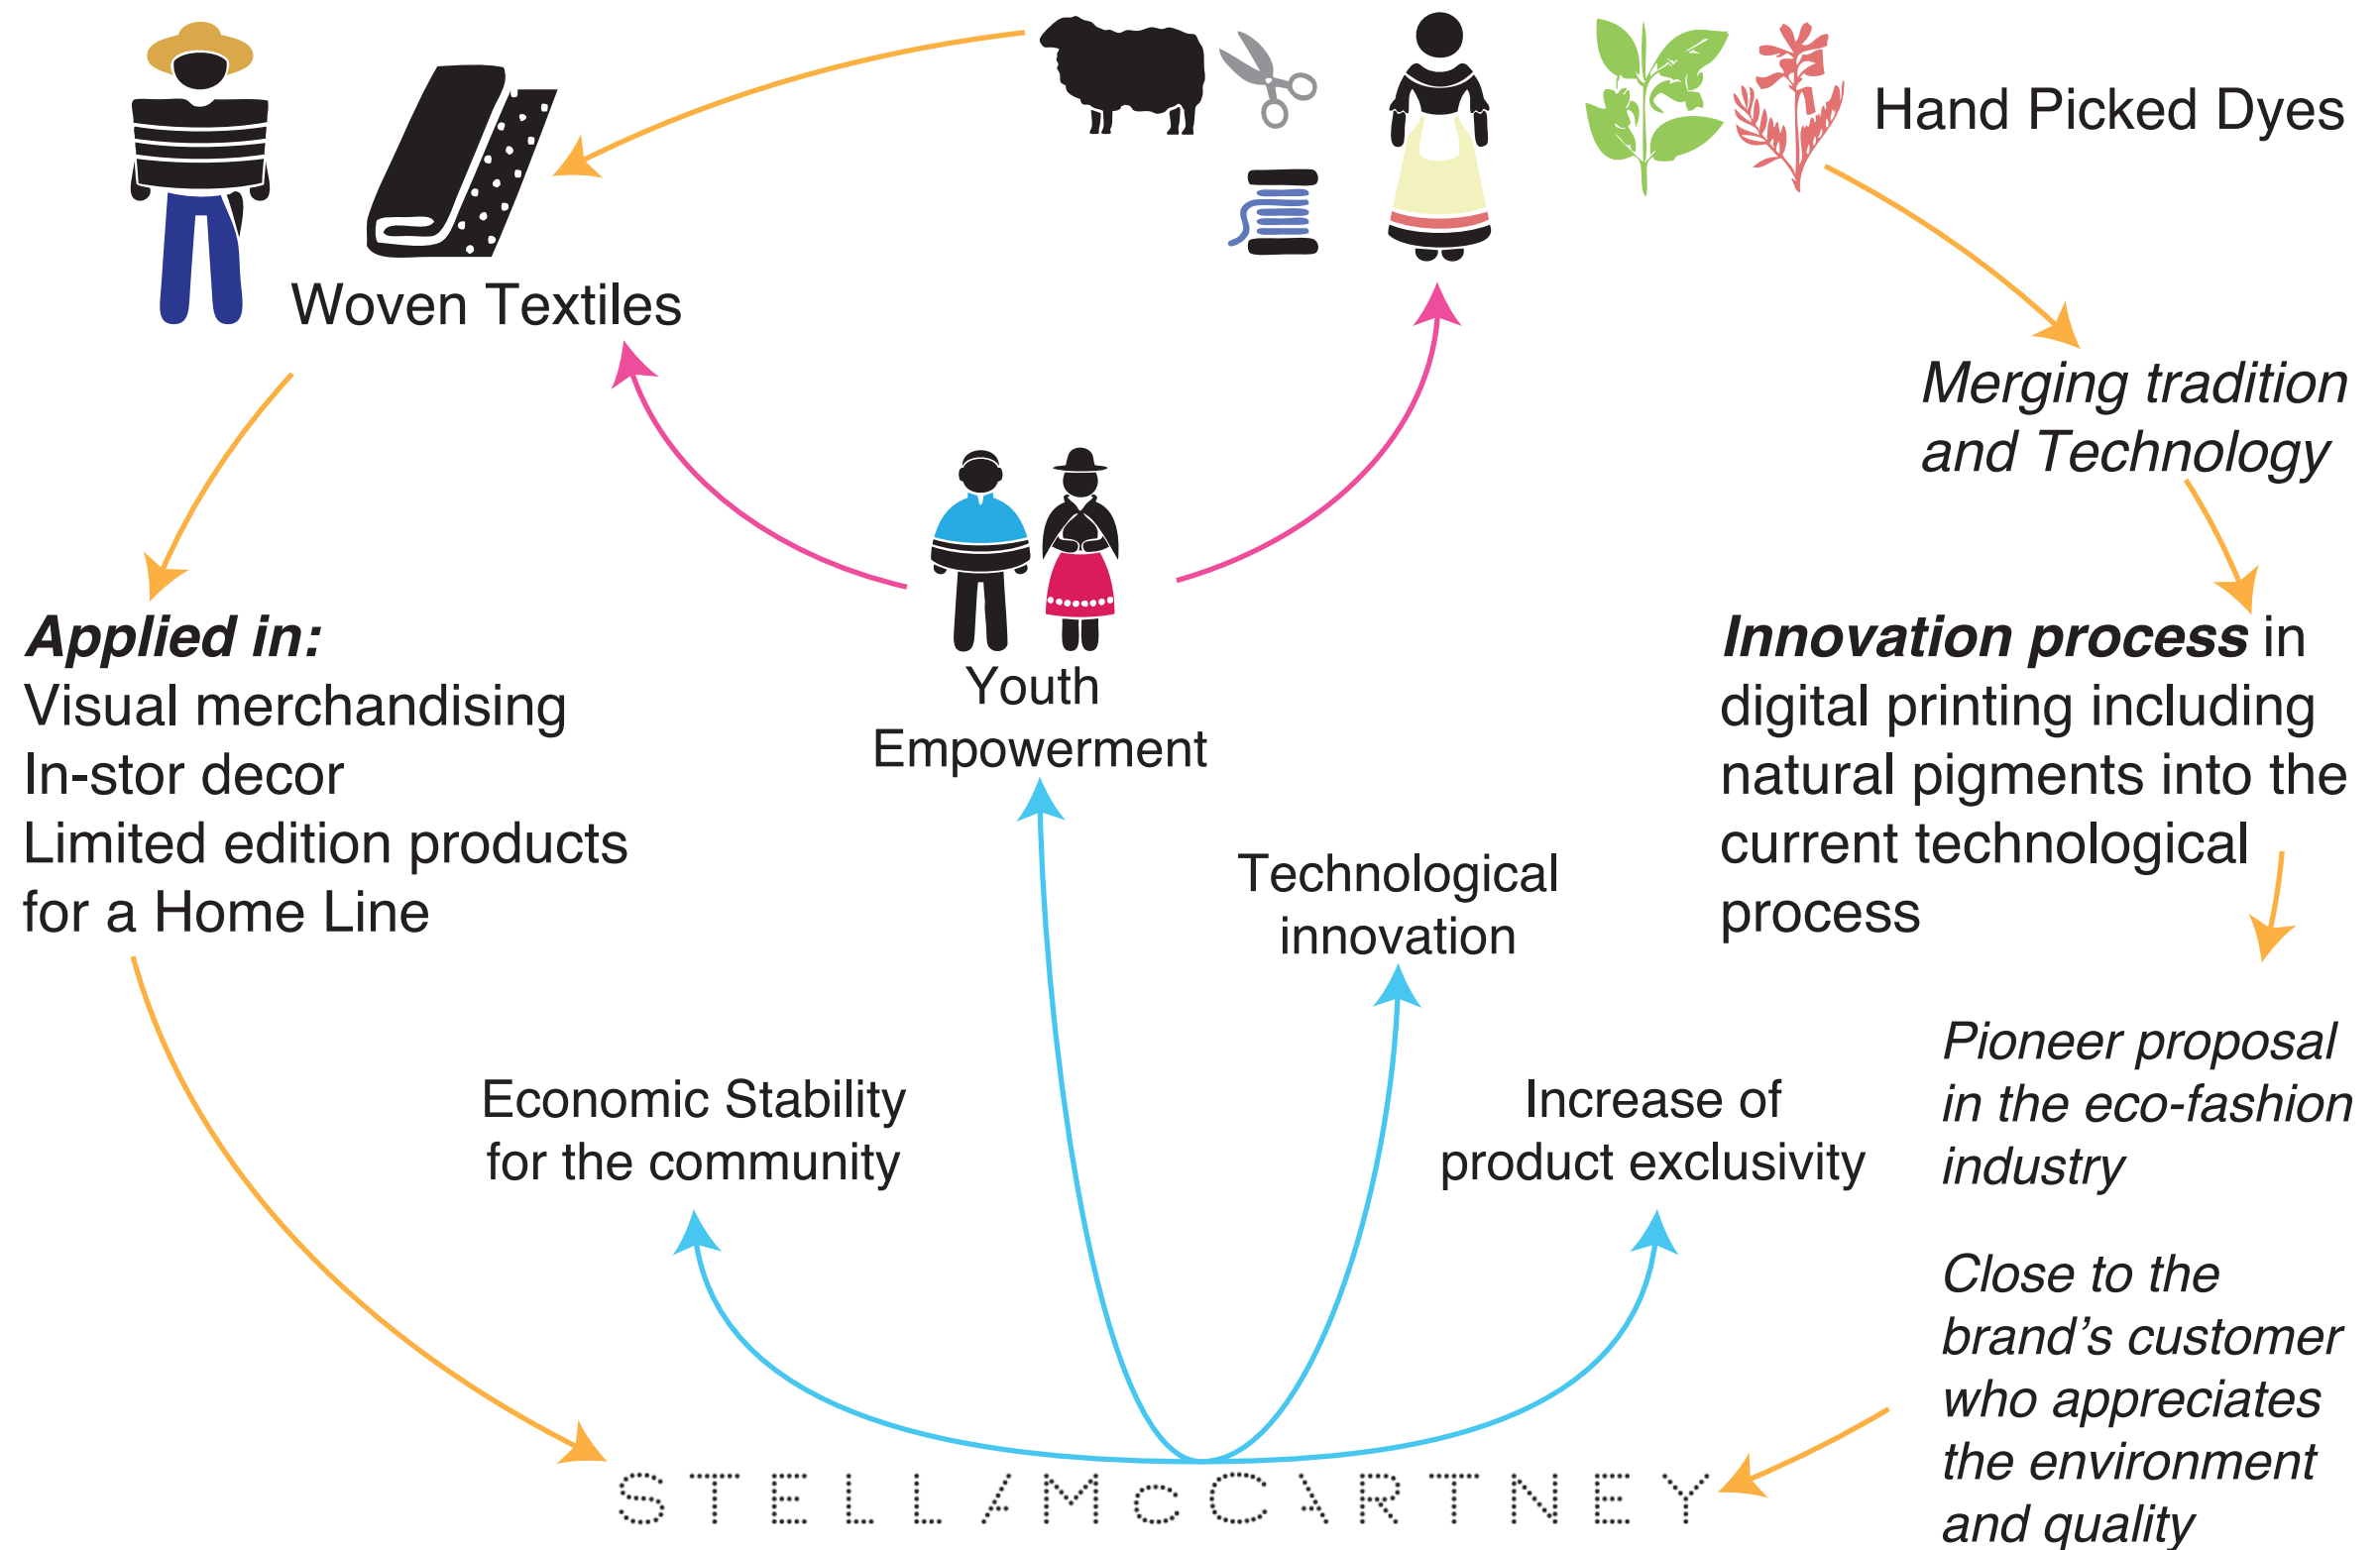 Hand Picked Dyes
Woven Textiles
Merging tradition
and Technology
Applied in:
Visual merchandising
In-stor decor
Limited edition products
for a Home Line
Youth
Empowerment
Innovation process in
digital printing including
natural pigments into the
current technological
process
Technological
innovation
Economic Stability
for the community
Increase of
product exclusivity
Pioneer proposal
in the eco-fashion
industry
Close to the
brand’s customer
who appreciates
the environment
and quality
STELLA McCARTNEY